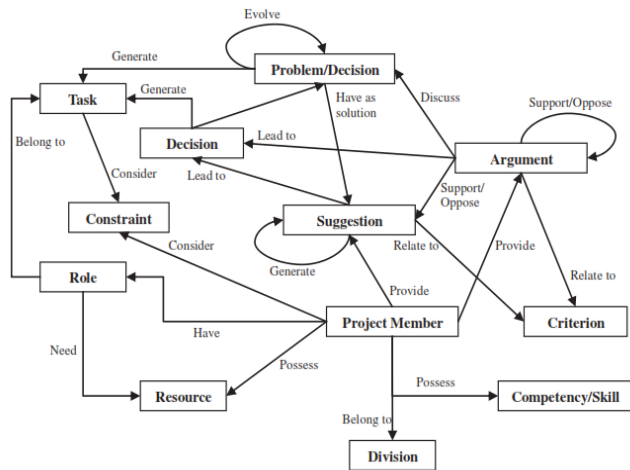 Evolve
Generate
Problem/Decision
Generate
Task
Have as
solution
Discuss
Support/Oppose
Belong to
Decision
Lead to
Argument
Consider
Lead to
Support/
Oppose
Constraint
Suggestion
Consider
Relate to
Provide
Generate
Role
Provide
Relate to
Have
Project Member
Criterion
Need
Possess
Resource
Possess
Competency/Skill
Belong to
Division